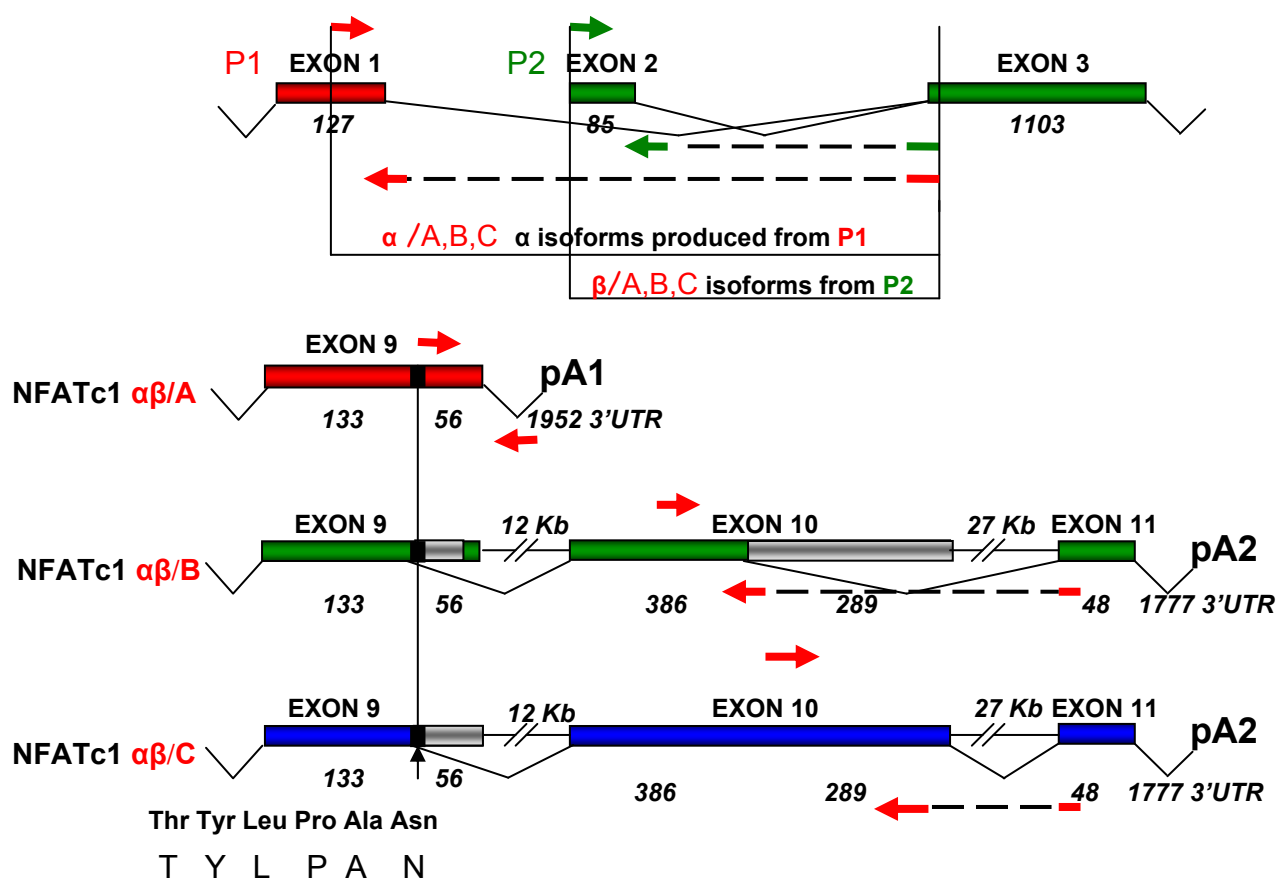 P1 EXON 1 P2 EXON 2 EXON 3
127 85 1103
α /A,B,C α isoforms produced from P1
β/A,B,C isoforms from P2
EXON 9
NFATc1 αβ/A pA1
133 56 1952 3’UTR
EXON 9 12 Kb EXON 10 27 Kb EXON 11
NFATc1 αβ/B pA2
133 56 386 289 48 1777 3’UTR
EXON 9 12 Kb EXON 10 27 Kb EXON 11
NFATc1 αβ/C pA2
133 56 386 289 48 1777 3’UTR
Thr Tyr Leu Pro Ala Asn
T Y L P A N